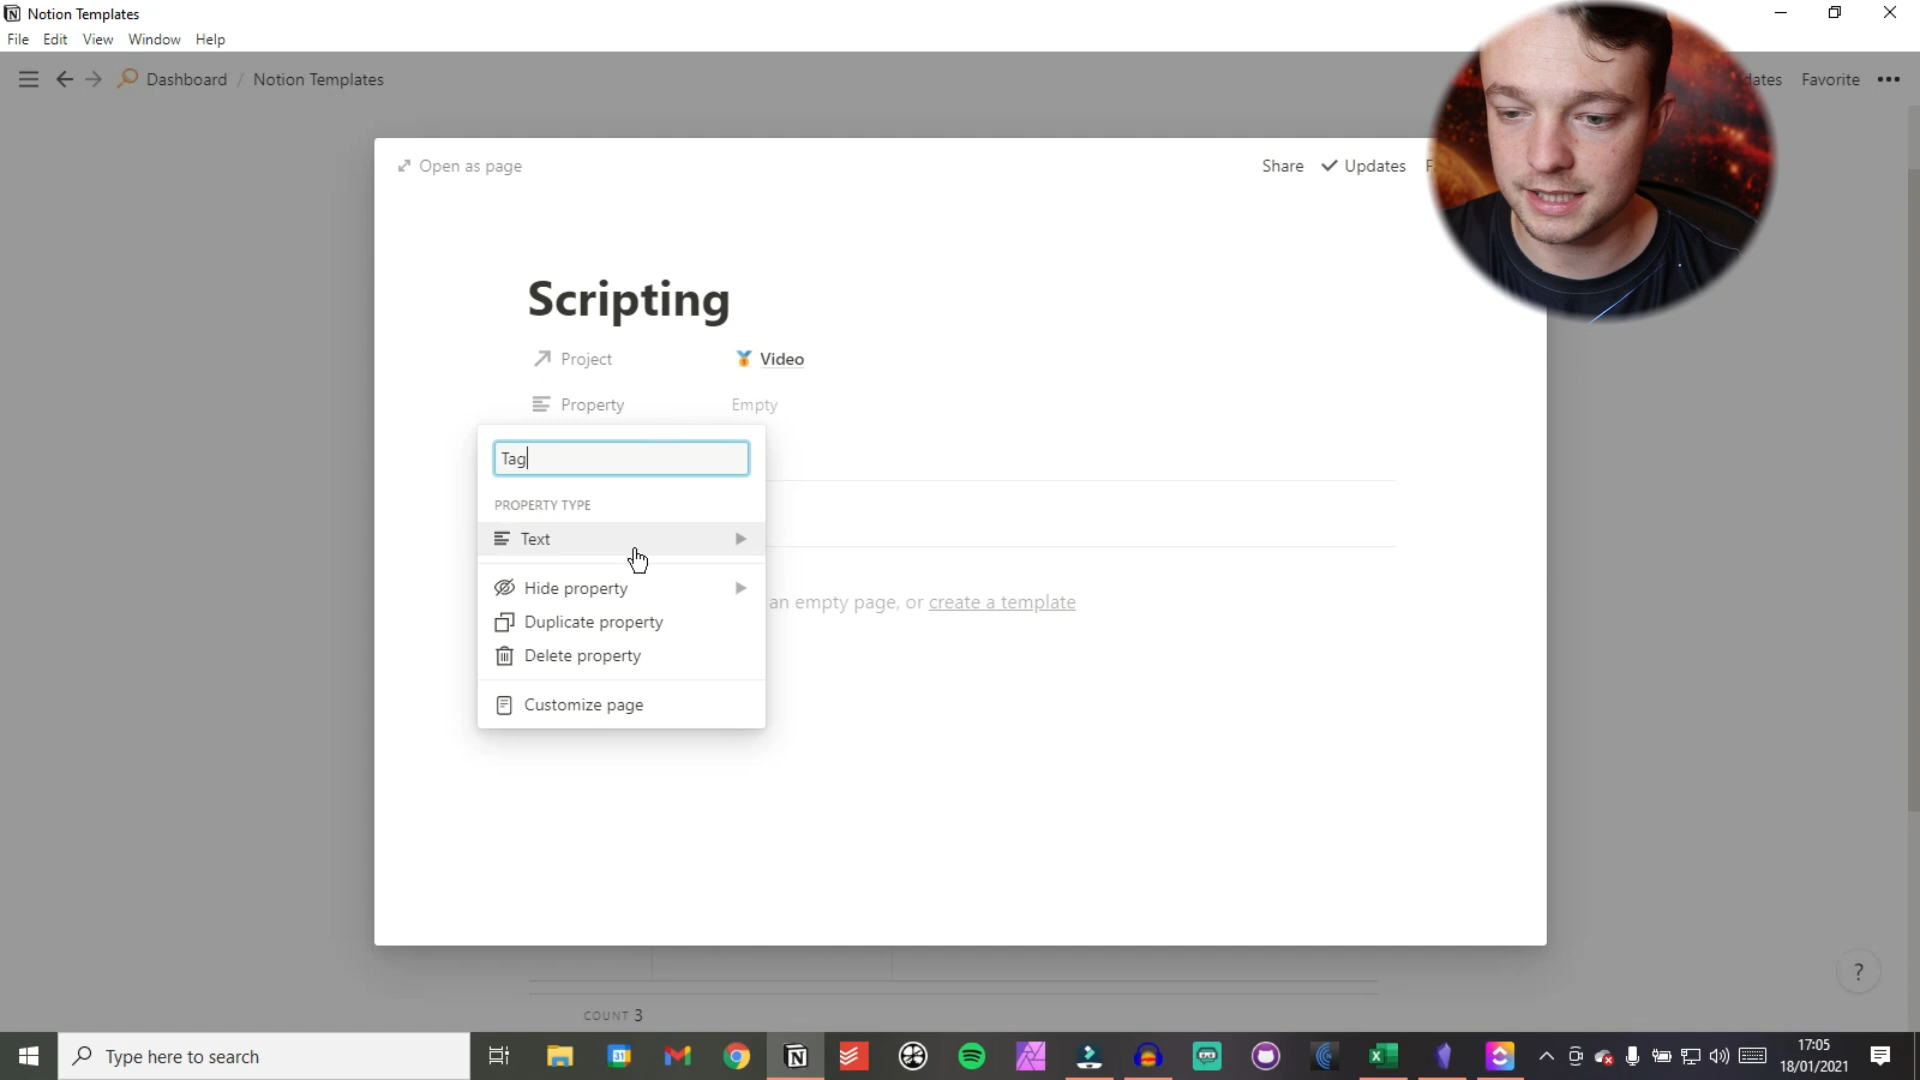 Notion Templates
File Edit View Window Help
Dashboard / Notion Templates
dates Favorite
Open as page
Share Updates
Scripting
Project Video
Property Empty
Tag
PROPERTY TYPE
Text
Hide property
an empty page, or create a template
Duplicate property
Delete property
Customize page
?
COUNT 3
Type here to search
31
17:05
18/01/2021